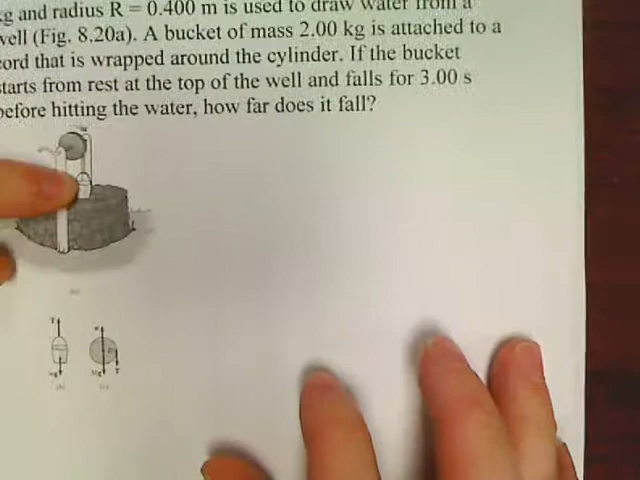 kg and radius R = 0.400 m is used to draw water from a
well (Fig. 8.20a). A bucket of mass 2.00 kg is attached to a
cord that is wrapped around the cylinder. If the bucket
starts from rest at the top of the well and falls for 3.00 s
before hitting the water, how far does it fall?